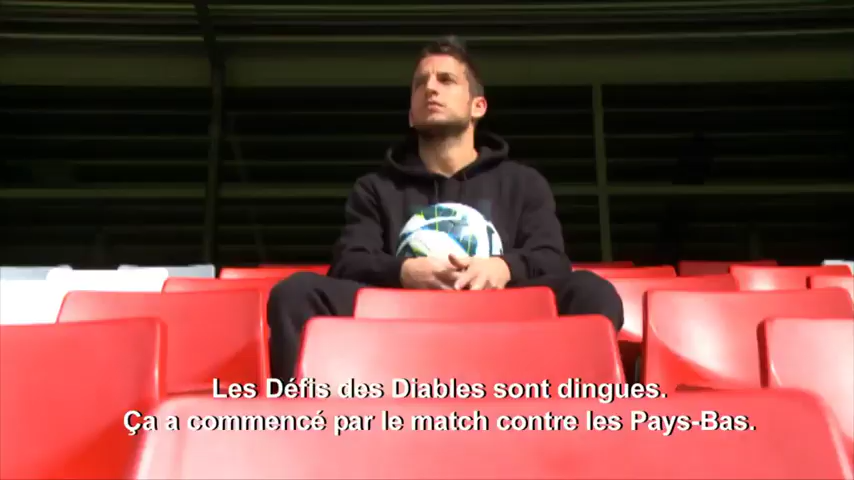 Les Défis des Diables sont dingues.
Ça a commencé par le match contre les Pays-Bas.